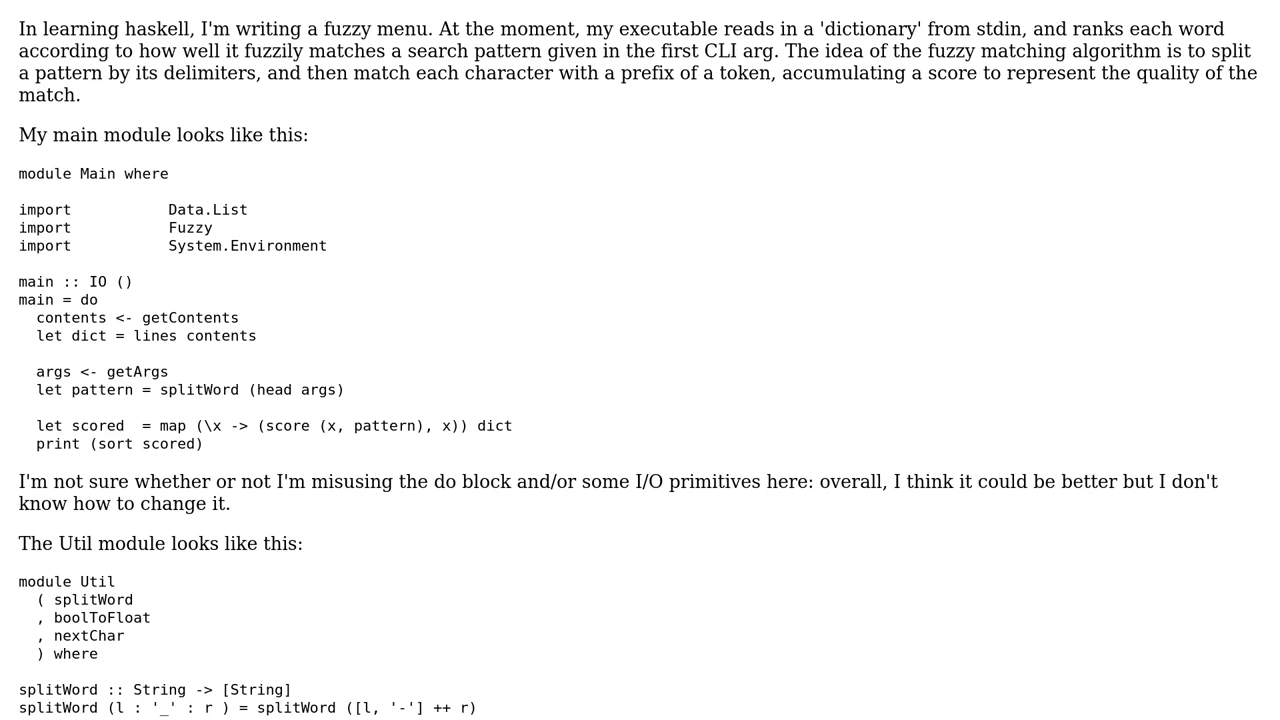 In learning haskell, I'm writing a fuzzy menu. At the moment, my executable reads in a 'dictionary' from stdin, and ranks each word
according to how well it fuzzily matches a search pattern given in the first CLI arg. The idea of the fuzzy matching algorithm is to split
a pattern by its delimiters, and then match each character with a prefix of a token, accumulating a score to represent the quality of the
match.
My main module looks like this:
module Main where
import           Data.List
import           Fuzzy
import           System.Environment
main :: IO ()
main = do
  contents <- getContents
  let dict = lines contents
  args <- getArgs
  let pattern = splitWord (head args)
  let scored  = map (\x -> (score (x, pattern), x)) dict
  print (sort scored)
I'm not sure whether or not I'm misusing the do block and/or some I/O primitives here: overall, I think it could be better but I don't
know how to change it.
The Util module looks like this:
module Util
  ( splitWord
  , boolToFloat
  , nextChar
  ) where
splitWord :: String -> [String]
splitWord (l : '_' : r ) = splitWord ([l, '-'] ++ r)